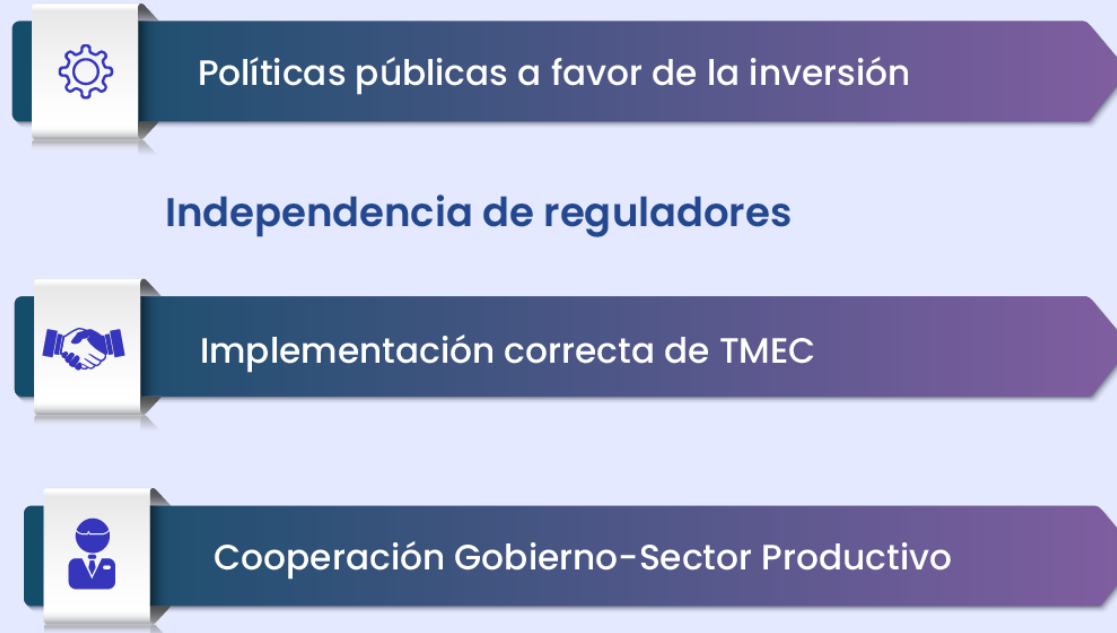 Políticas públicas a favor de la inversión
Independencia de reguladores
Implementación correcta de TMEC
Cooperación Gobierno-Sector Productivo